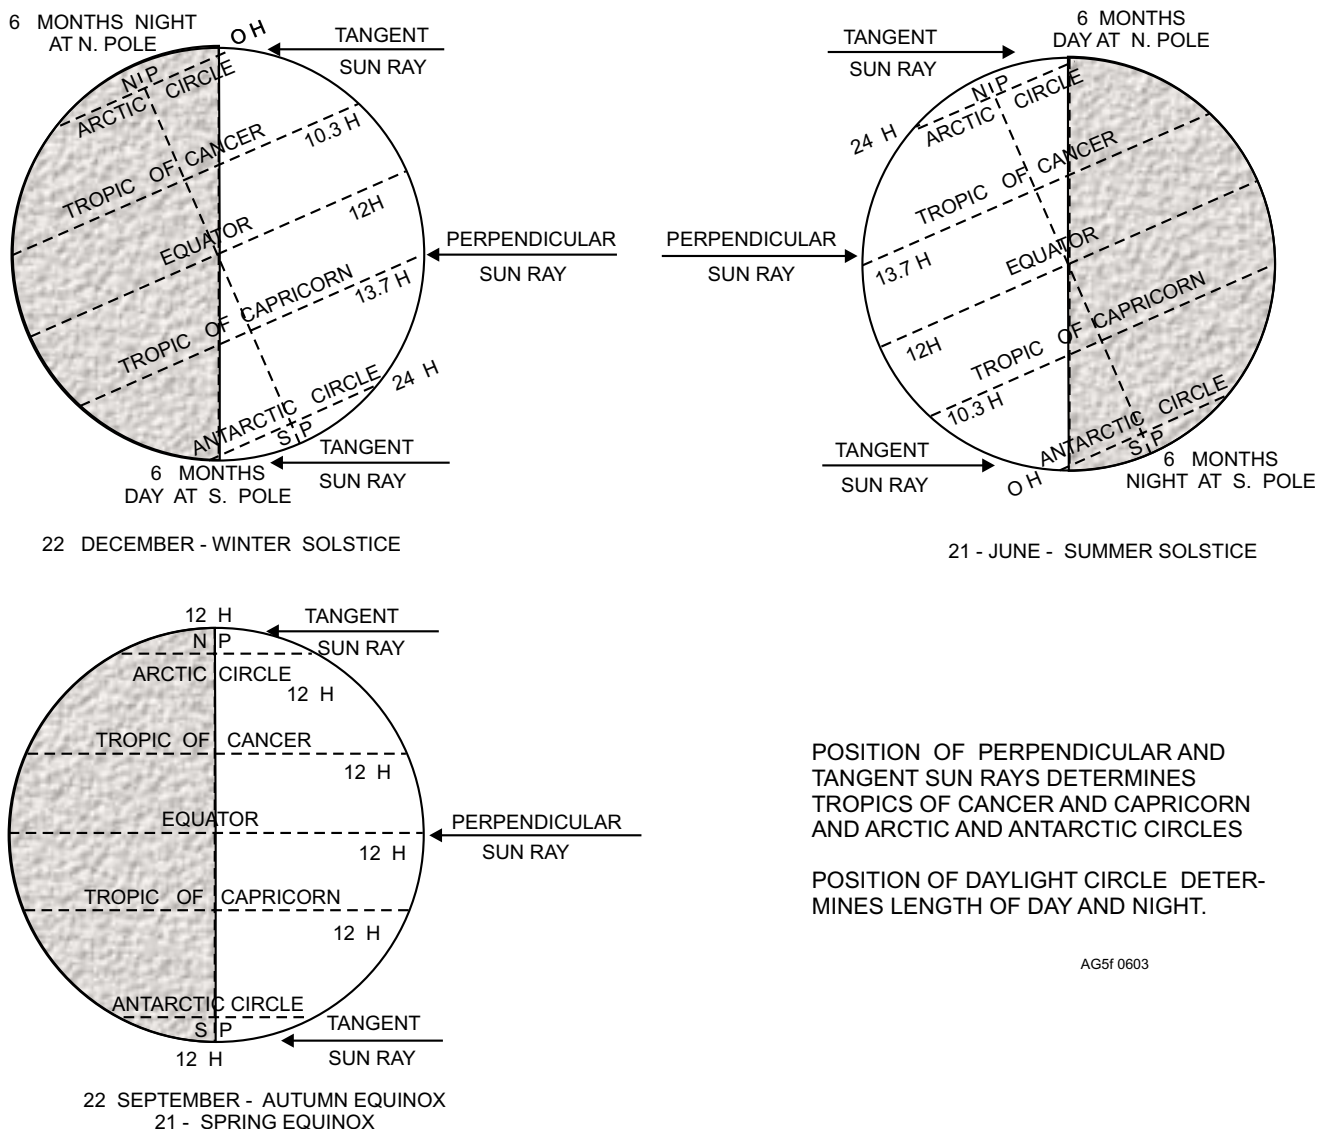 6 MONTHS NIGHT
AT N. POLE
O H
TANGENT
SUN RAY
N P
ARCTIC CIRCLE
TROPIC OF CANCER
10.3 H
EQUATOR
12H
PERPENDICULAR
SUN RAY
TROPIC OF CAPRICORN
13.7 H
ANTARCTIC CIRCLE
24 H
S P
TANGENT
SUN RAY
6 MONTHS
DAY AT S. POLE
22 DECEMBER - WINTER SOLSTICE
6 MONTHS
DAY AT N. POLE
TANGENT
SUN RAY
N P
ARCTIC CIRCLE
24 H
TROPIC OF CANCER
PERPENDICULAR
SUN RAY
13.7 H
EQUATOR
12H
TROPIC OF CAPRICORN
10.3 H
ANTARCTIC CIRCLE
S P
TANGENT
SUN RAY
O H
6 MONTHS
NIGHT AT S. POLE
21 - JUNE - SUMMER SOLSTICE
12 H
N P
TANGENT
SUN RAY
ARCTIC CIRCLE
12 H
TROPIC OF CANCER
12 H
EQUATOR
PERPENDICULAR
SUN RAY
12 H
TROPIC OF CAPRICORN
12 H
ANTARCTIC CIRCLE
S P
TANGENT
SUN RAY
12 H
22 SEPTEMBER - AUTUMN EQUINOX
21 - SPRING EQUINOX
POSITION OF PERPENDICULAR AND
TANGENT SUN RAYS DETERMINES
TROPICS OF CANCER AND CAPRICORN
AND ARCTIC AND ANTARCTIC CIRCLES
POSITION OF DAYLIGHT CIRCLE DETER-
MINES LENGTH OF DAY AND NIGHT.
AG5f 0603